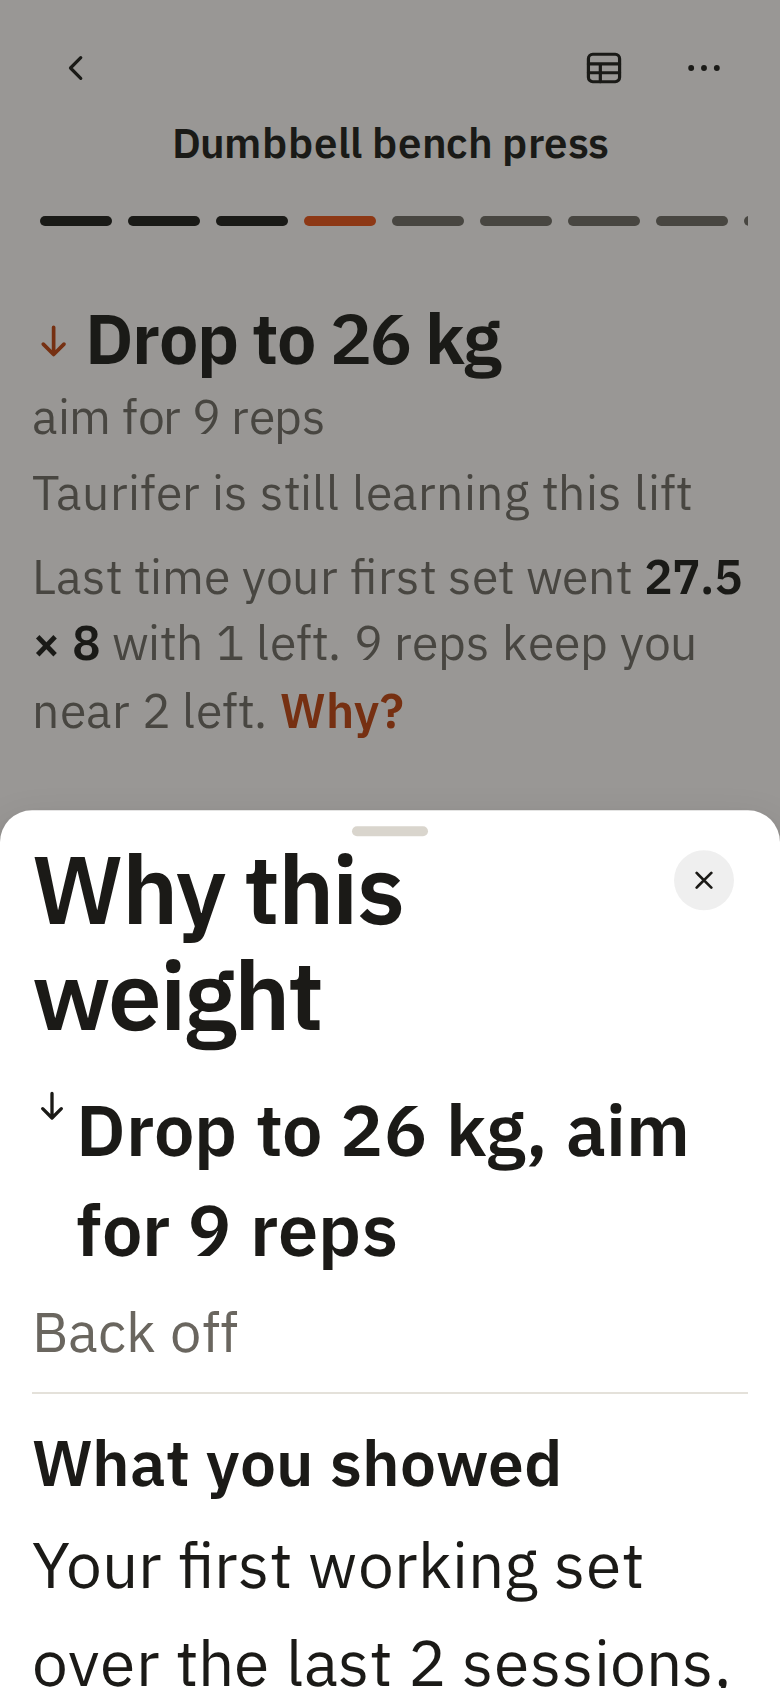 Dumbbell bench press
↓ Drop to 26 kg
aim for 9 reps
Taurifer is still learning this lift
Last time your first set went 27.5
× 8 with 1 left. 9 reps keep you
near 2 left. Why?
Why this
weight
↓ Drop to 26 kg, aim
for 9 reps
Back off
What you showed
Your first working set
over the last 2 sessions,